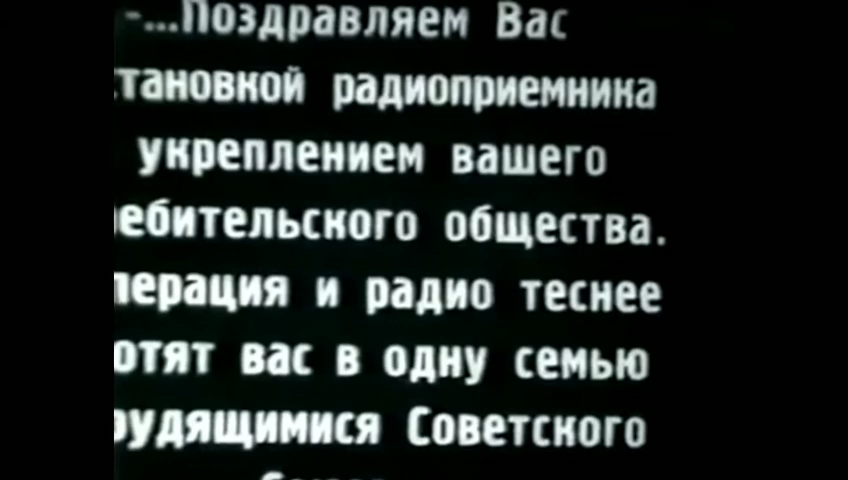 -...Поздравляем Вас
тановкой радиоприемника
укреплением вашего
ебительского общества.
перация и радио теснее
отят вас в одну семью
рудящимися Советского